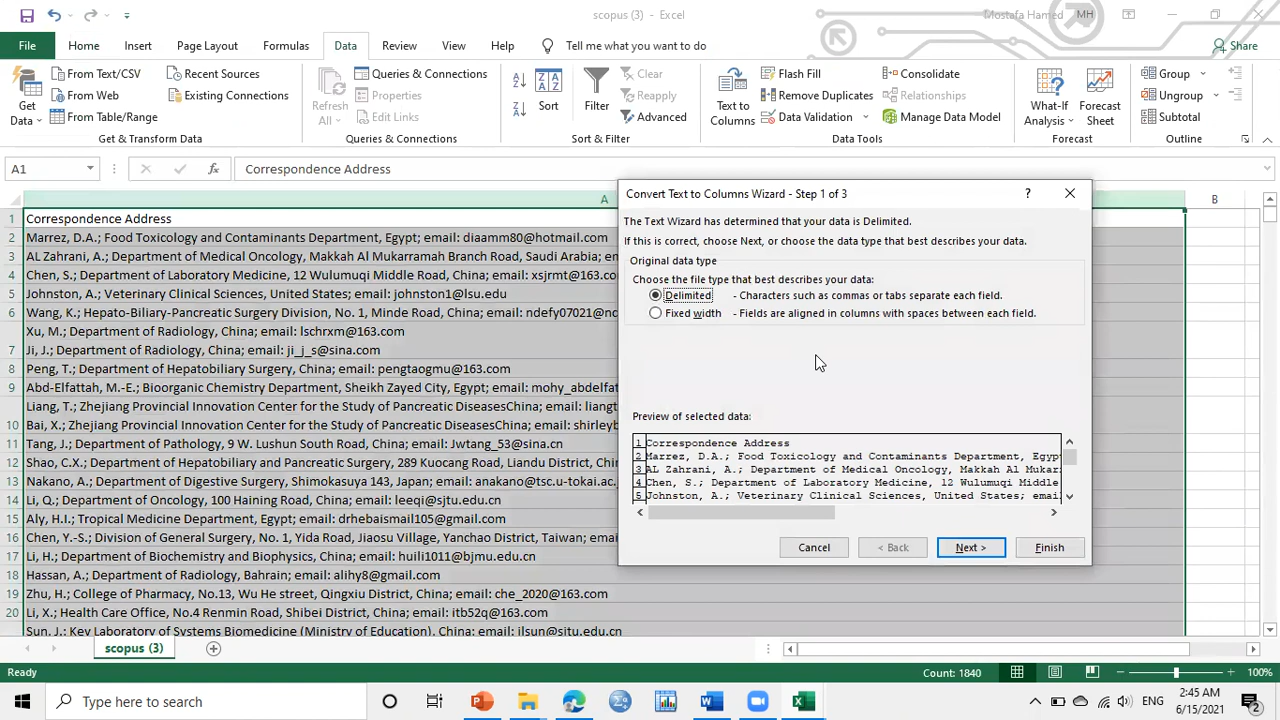 scopus (3) - Excel
Mostafa Hamed MH
File Home Insert Page Layout Formulas Data Review View Help Tell me what you want to do Share
Get Data
From Text/CSV
From Web
From Table/Range
Recent Sources
Existing Connections
Get & Transform Data
Refresh All
Queries & Connections
Properties
Edit Links
Queries & Connections
Sort
Filter
Clear
Reapply
Advanced
Sort & Filter
Text to Columns
Flash Fill
Remove Duplicates
Data Validation
Consolidate
Relationships
Manage Data Model
Data Tools
What-If Analysis
Forecast Sheet
Forecast
Group
Ungroup
Subtotal
Outline
A1 fx Correspondence Address
A B
1 Correspondence Address
2 Marrez, D.A.; Food Toxicology and Contaminants Department, Egypt; email: diaamm80@hotmail.com
3 AL Zahrani, A.; Department of Medical Oncology, Makkah Al Mukarramah Branch Road, Saudi Arabia; em
4 Chen, S.; Department of Laboratory Medicine, 12 Wulumuqi Middle Road, China; email: xsjrmt@163.co
5 Johnston, A.; Veterinary Clinical Sciences, United States; email: johnston1@lsu.edu
6 Wang, K.; Hepato-Biliary-Pancreatic Surgery Division, No. 1, Minde Road, China; email: ndefy07021@n
Xu, M.; Department of Radiology, China; email: lschrxm@163.com
7 Ji, J.; Department of Radiology, China; email: ji_j_s@sina.com
8 Peng, T.; Department of Hepatobiliary Surgery, China; email: pengtaogmu@163.com
9 Abd-Elfattah, M.-E.; Bioorganic Chemistry Department, Sheikh Zayed City, Egypt; email: mohy_abdelfat
Liang, T.; Zhejiang Provincial Innovation Center for the Study of Pancreatic DiseasesChina; email: liangt
10 Bai, X.; Zhejiang Provincial Innovation Center for the Study of Pancreatic DiseasesChina; email: shirleyb
11 Tang, J.; Department of Pathology, 9 W. Lushun South Road, China; email: Jwtang_53@sina.cn
12 Shao, C.X.; Department of Hepatobiliary and Pancreatic Surgery, 289 Kuocang Road, Liandu District, C
13 Nakano, A.; Department of Digestive Surgery, Shimokasuya 143, Japan; email: anakano@tsc.u-tokai.ac.
14 Li, Q.; Department of Oncology, 100 Haining Road, China; email: leeqi@sjtu.edu.cn
15 Aly, H.I.; Tropical Medicine Department, Egypt; email: drhebaismail105@gmail.com
16 Chen, Y.-S.; Division of General Surgery, No. 1, Yida Road, Jiaosu Village, Yanchao District, Taiwan; em
17 Li, H.; Department of Biochemistry and Biophysics, China; email: huili1011@bjmu.edu.cn
18 Hassan, A.; Department of Radiology, Bahrain; email: alihy8@gmail.com
19 Zhu, H.; College of Pharmacy, No.13, Wu He street, Qingxiu District, China; email: che_2020@163.com
20 Li, X.; Health Care Office, No.4 Renmin Road, Shibei District, China; email: itb52q@163.com
Sun, J.; Key Laboratory of Systems Biomedicine (Ministry of Education), China; email: jlsun@sjtu.edu.cn
Convert Text to Columns Wizard - Step 1 of 3 ?
The Text Wizard has determined that your data is Delimited.
If this is correct, choose Next, or choose the data type that best describes your data.
Original data type
Choose the file type that best describes your data:
Delimited - Characters such as commas or tabs separate each field.
Fixed width - Fields are aligned in columns with spaces between each field.
Preview of selected data:
1 Correspondence Address
2 Marrez, D.A.; Food Toxicology and Contaminants Department, Egyp
3 AL Zahrani, A.; Department of Medical Oncology, Makkah Al Mukar
4 Chen, S.; Department of Laboratory Medicine, 12 Wulumuqi Middle
5 Johnston, A.; Veterinary Clinical Sciences, United States; emai
Cancel < Back Next > Finish
scopus (3)
Ready Count: 1840 100%
Type here to search
ENG
2:45 AM
6/15/2021
2